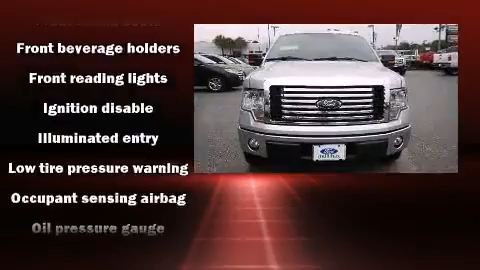 Front beverage holders
Front reading lights
Ignition disable
Illuminated entry
Low tire pressure warning
Occupant sensing airbag
Oil pressure gauge
Ford